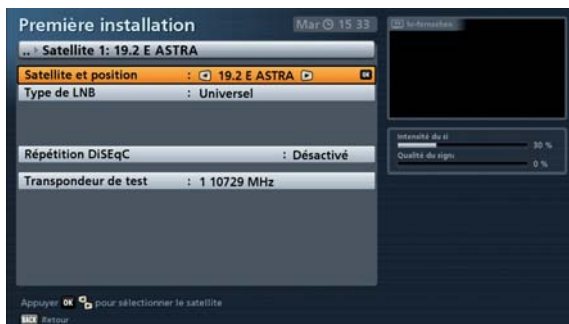 Première installation
Mar 15 33
.. Satellite 1: 19.2 E ASTRA
Satellite et position : 19.2 E ASTRA OK
Type de LNB : Universel
Répétition DiSEqC : Désactivé
Transpondeur de test : 1 10729 MHz
Intensité du si
30 %
Qualité du signe
0 %
Appuyer OK pour sélectionner le satellite
BACK Retour